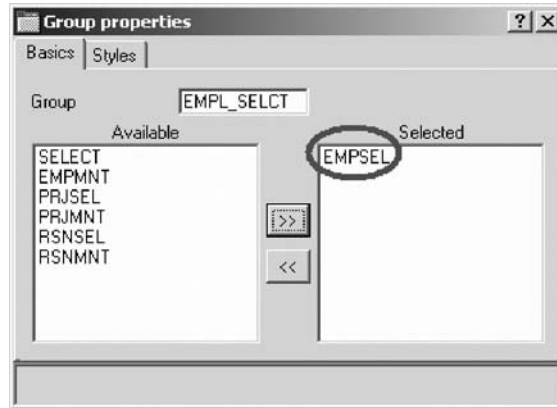 Group properties
Basics Styles
Group EMPL_SELCT
Available
SELECT
EMPMNT
PRJSEL
PRJMNT
RSNSEL
RSNMNT
>>
<<
Selected
EMPSEL